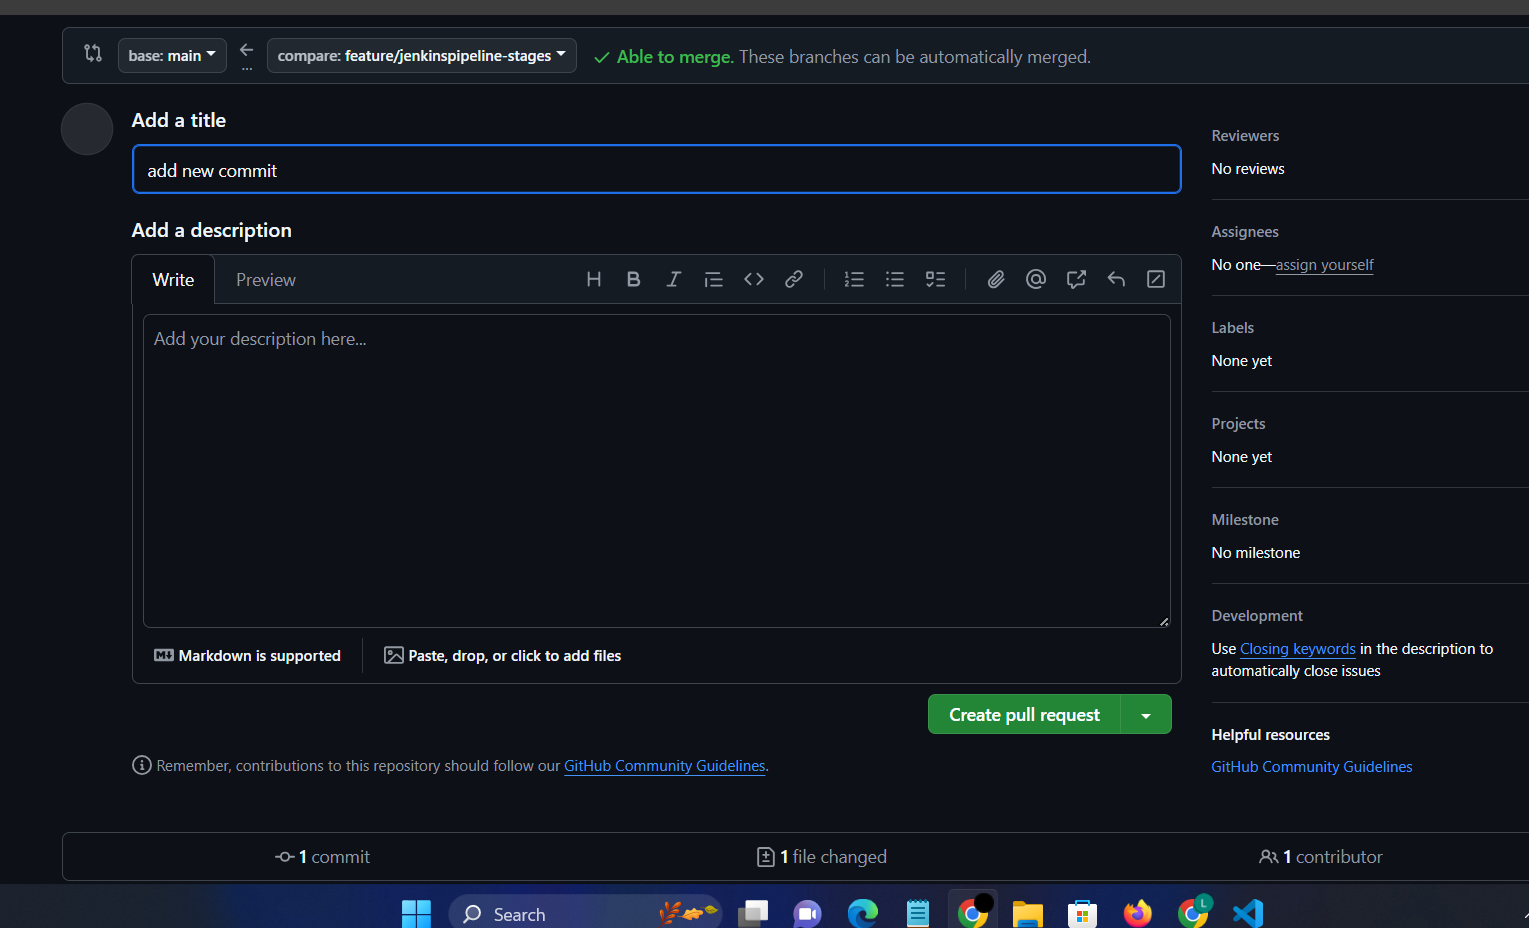 base: main
compare: feature/jenkinspipeline-stages
Able to merge. These branches can be automatically merged.
Add a title
add new commit
Add a description
Write
Preview
Add your description here...
Markdown is supported
Paste, drop, or click to add files
Create pull request
Remember, contributions to this repository should follow our GitHub Community Guidelines.
Reviewers
No reviews
Assignees
No one—assign yourself
Labels
None yet
Projects
None yet
Milestone
No milestone
Development
Use Closing keywords in the description to
automatically close issues
Helpful resources
GitHub Community Guidelines
1 commit
1 file changed
1 contributor
Search
L